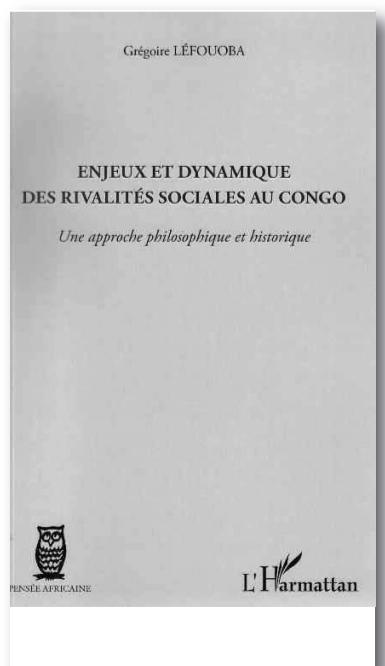 Grégoire LÉFOUOBA
ENJEUX ET DYNAMIQUE
DES RIVALITÉS SOCIALES AU CONGO
Une approche philosophique et historique
PENSÉE AFRICAINE
L'Harmattan